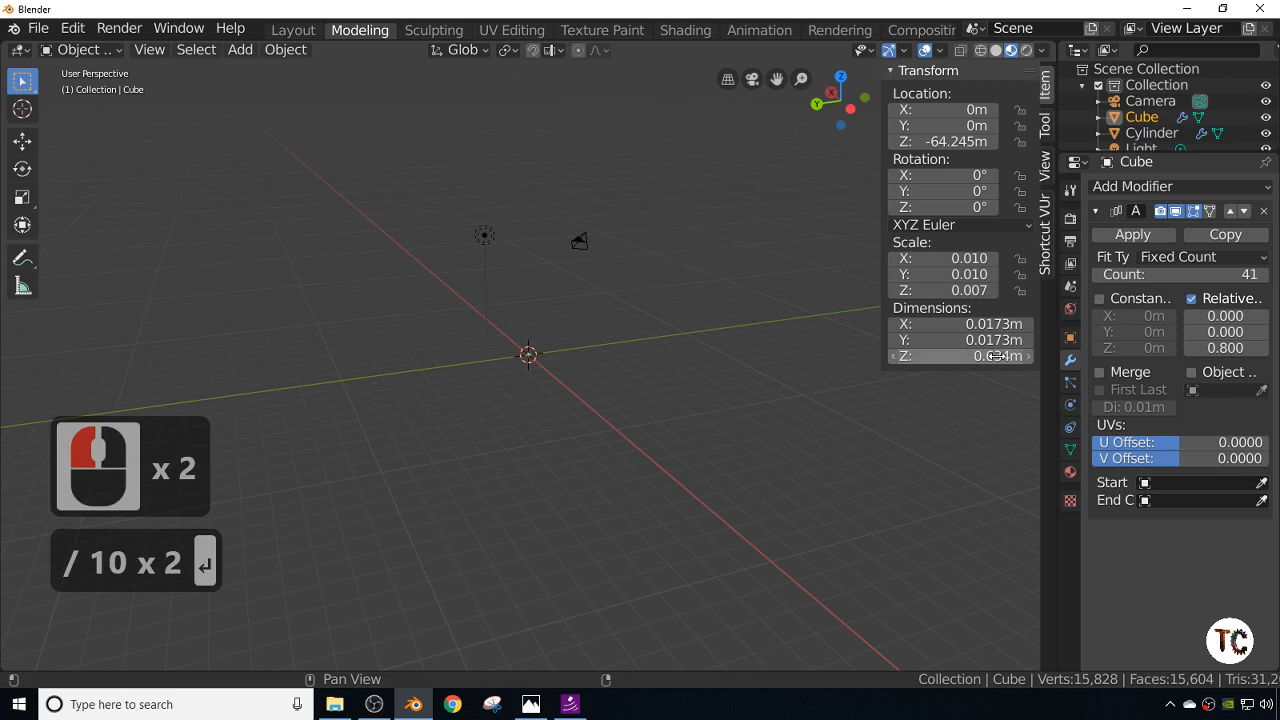 Blender
File Edit Render Window Help Layout Modeling Sculpting UV Editing Texture Paint Shading Animation Rendering Compositin Scene View Layer
Object .. View Select Add Object Glob
User Perspective
(1) Collection | Cube
Transform
Location:
X: 0m
Y: 0m
Z: -64.245m
Rotation:
X: 0°
Y: 0°
Z: 0°
XYZ Euler
Scale:
X: 0.010
Y: 0.010
Z: 0.007
Dimensions:
X: 0.0173m
Y: 0.0173m
Z:
Item
Tool
View
Shortcut VUr
Scene Collection
Collection
Camera
Cube
Cylinder
Light
Cube
Add Modifier
A
Apply Copy
Fit Ty Fixed Count
Count: 41
Constan.. Relative..
X: 0m 0.000
Y: 0m 0.000
Z: 0m 0.800
Merge Object ..
First Last
Di: 0.01m
UVs:
U Offset: 0.0000
V Offset: 0.0000
Start
End C
x 2
/ 10 x 2
TC
Pan View
Collection | Cube | Verts:15,828 | Faces:15,604 | Tris:31,2
Type here to search